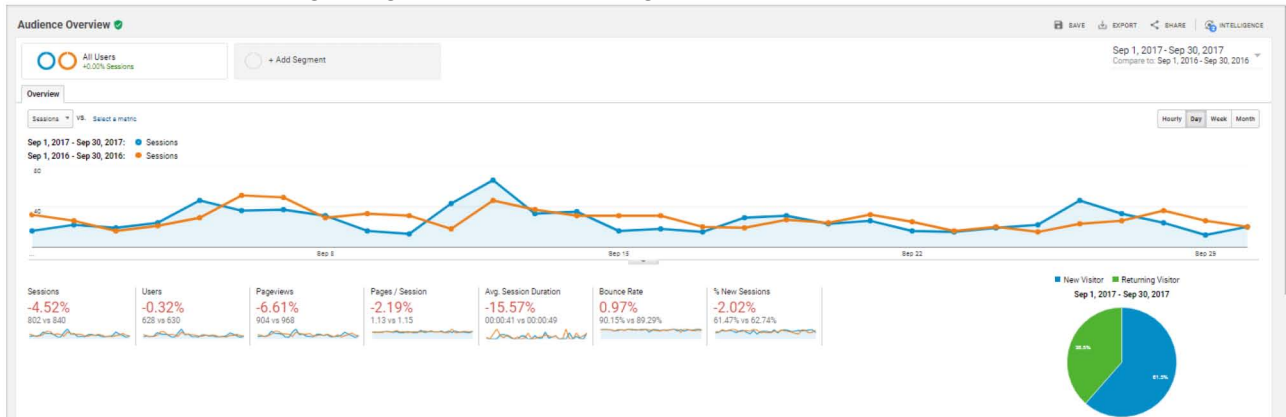 Audience Overview
SAVE EXPORT SHARE INTELLIGENCE
All Users
+0.00% Sessions
+ Add Segment
Sep 1, 2017 - Sep 30, 2017
Compare to: Sep 1, 2016 - Sep 30, 2016
Overview
Sessions VS. Select a metric
Hourly Day Week Month
Sep 1, 2017 - Sep 30, 2017: Sessions
Sep 1, 2016 - Sep 30, 2016: Sessions
...
Sep 8 Sep 22 Sep 29
New Visitor Returning Visitor
Sep 1, 2017 - Sep 30, 2017
Sessions
-4.52%
802 vs 840
Users
-0.32%
628 vs 630
Pageviews
-6.61%
904 vs 968
Pages / Session
-2.19%
1.13 vs 1.15
Avg. Session Duration
-15.57%
00:00:41 vs 00:00:49
Bounce Rate
0.97%
90.15% vs 89.29%
% New Sessions
-2.02%
61.47% vs 62.74%